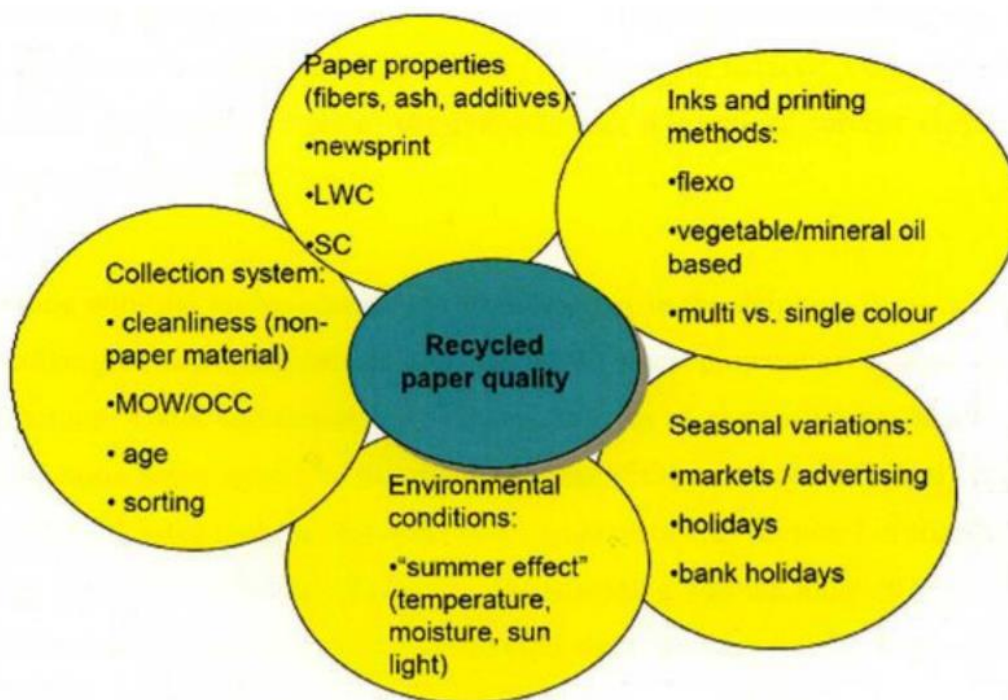 Paper properties
(fibers, ash, additives):
•newsprint
•LWC
•SC
Inks and printing
methods:
•flexo
•vegetable/mineral oil
based
•multi vs. single colour
Collection system:
• cleanliness (non-
paper material)
•MOW/OCC
• age
• sorting
Recycled
paper quality
Seasonal variations:
•markets / advertising
•holidays
•bank holidays
Environmental
conditions:
•“summer effect”
(temperature,
moisture, sun
light)